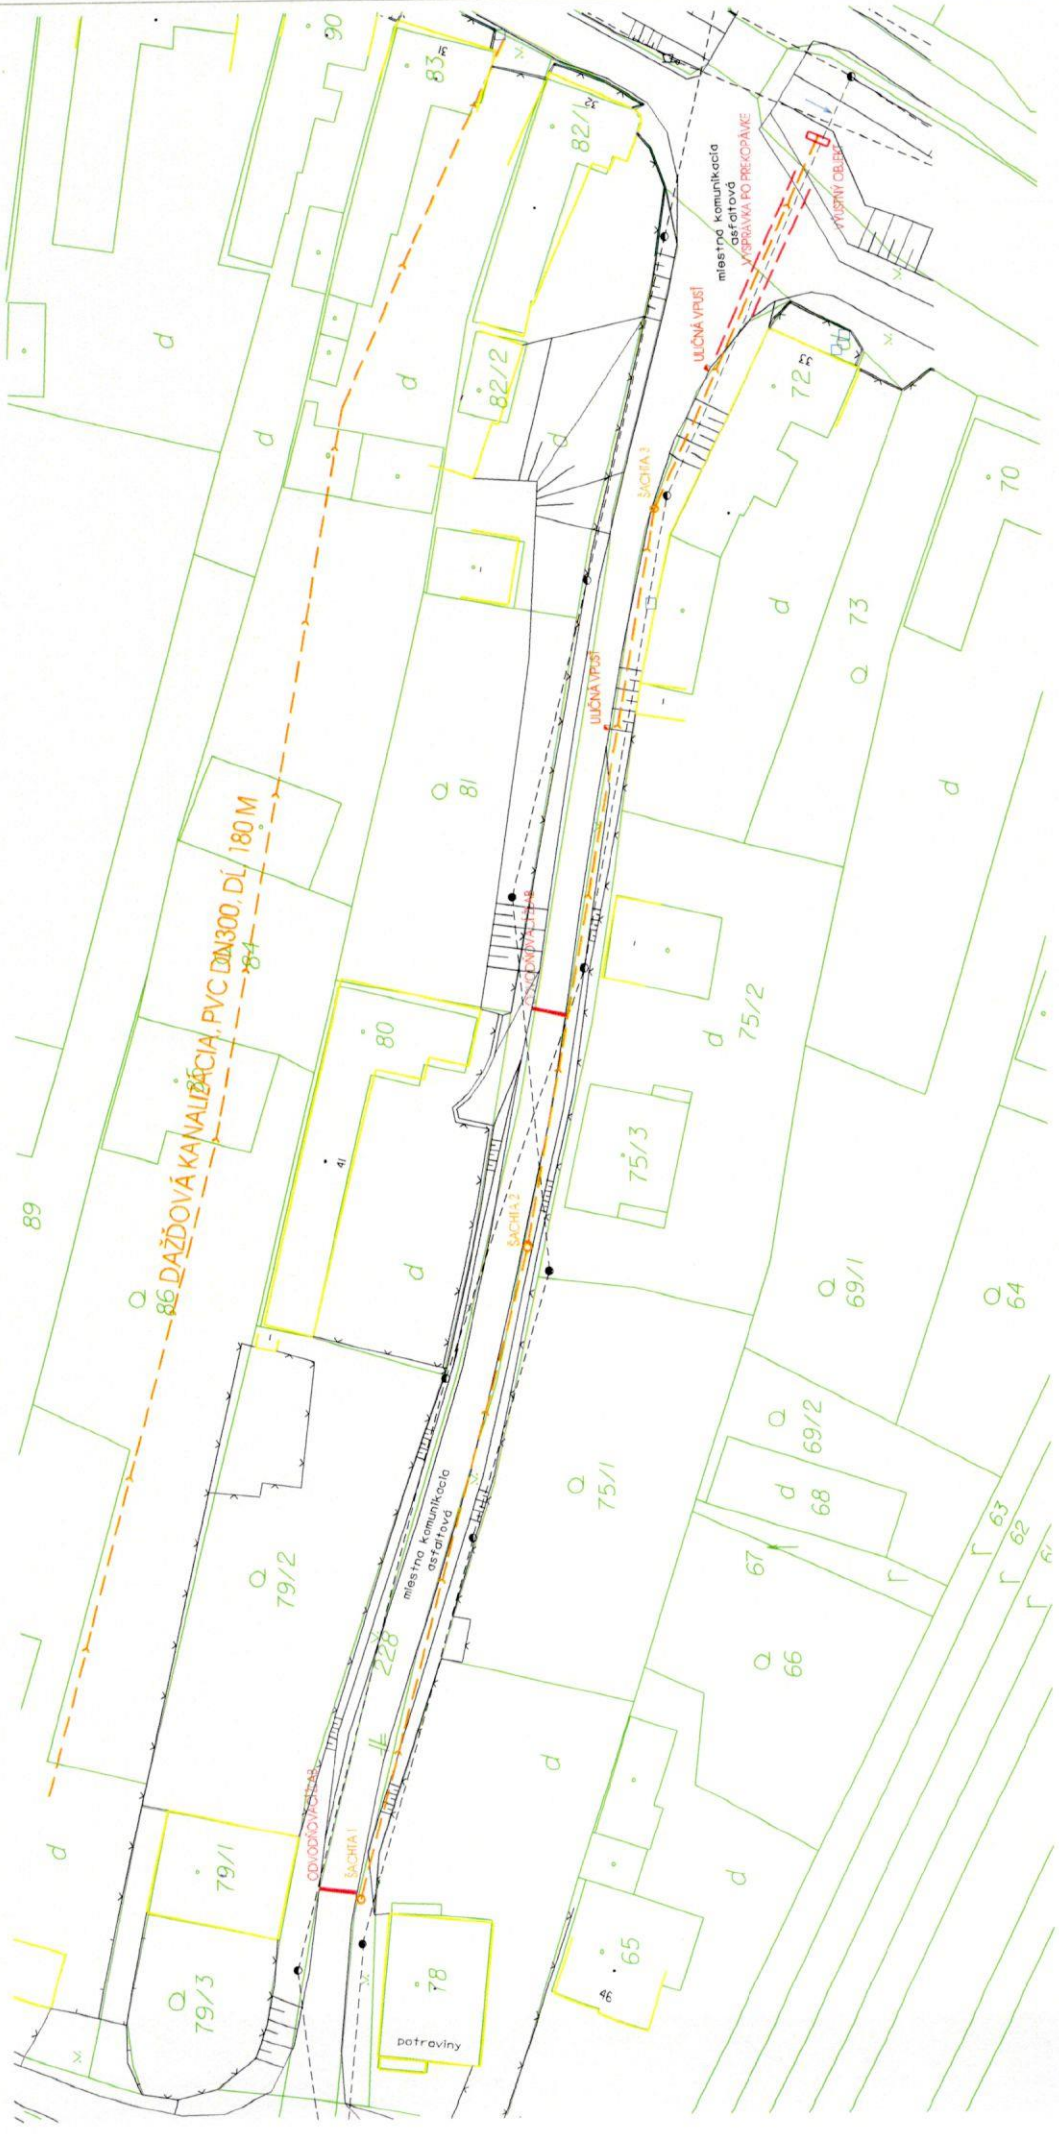 90
83
32
82/1
82/2
d
d
d
d
miestna komunikacia
asfaltová
VÝSPRAVKA PO PREKOPÁVKE
VÝUSTNÝ OBJEKT
ULIČNÁ VPUSŤ
72
33
70
ŠACHTA 3
d
73
81
ULIČNÁ VPUSŤ
d
DAŽĎOVÁ KANALIZÁCIA, PVC DN300, DĹ. 180 M
84
85
86
89
80
41
d
ODVODŇOVACÍ ŽĽAB
d
75/2
75/3
ŠACHTA 2
69/1
64
69/2
d
68
67
63
62
75/1
66
miestna komunikacia
asfaltová
79/2
228
d
d
d
ODVODŇOVACÍ ŽĽAB
ŠACHTA 1
79/1
79/3
78
potraviny
65
46